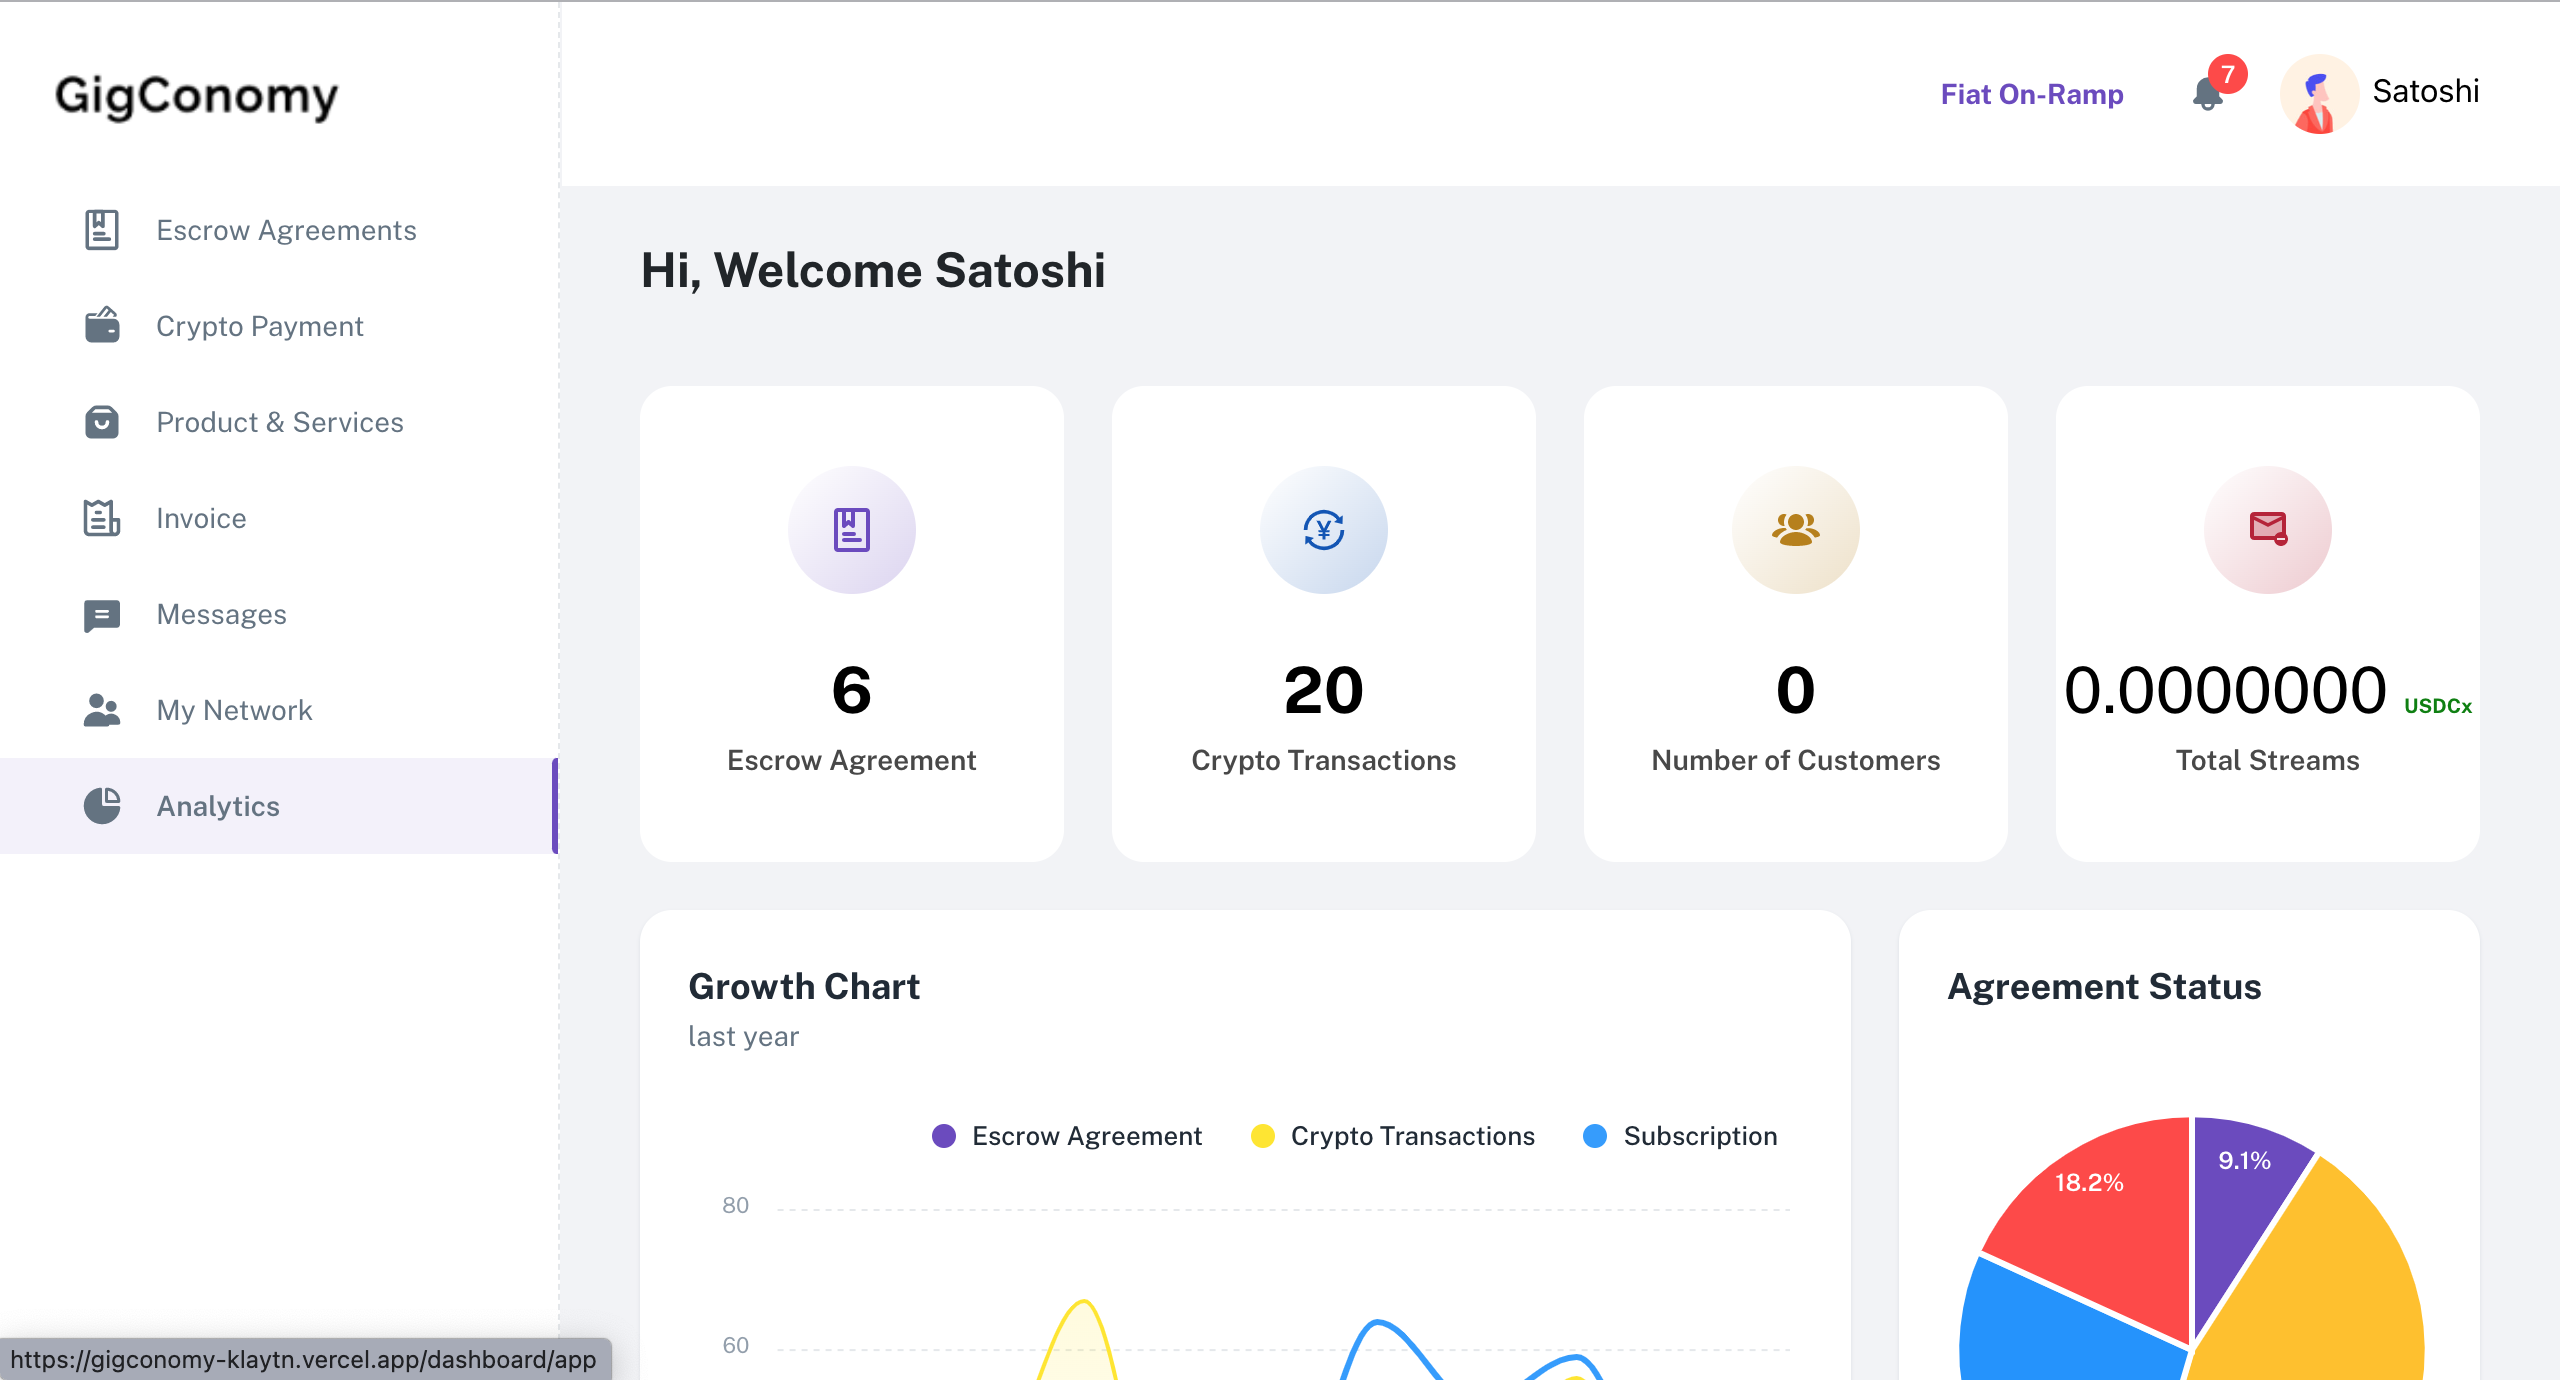 GigConomy
Fiat On-Ramp
7
Satoshi
Escrow Agreements
Crypto Payment
Product & Services
Invoice
Messages
My Network
Analytics
Hi, Welcome Satoshi
6
Escrow Agreement
20
Crypto Transactions
0
Number of Customers
0.0000000 USDCx
Total Streams
Growth Chart
last year
Escrow Agreement
Crypto Transactions
Subscription
80
60
Agreement Status
18.2%
9.1%
https://gigconomy-klaytn.vercel.app/dashboard/app